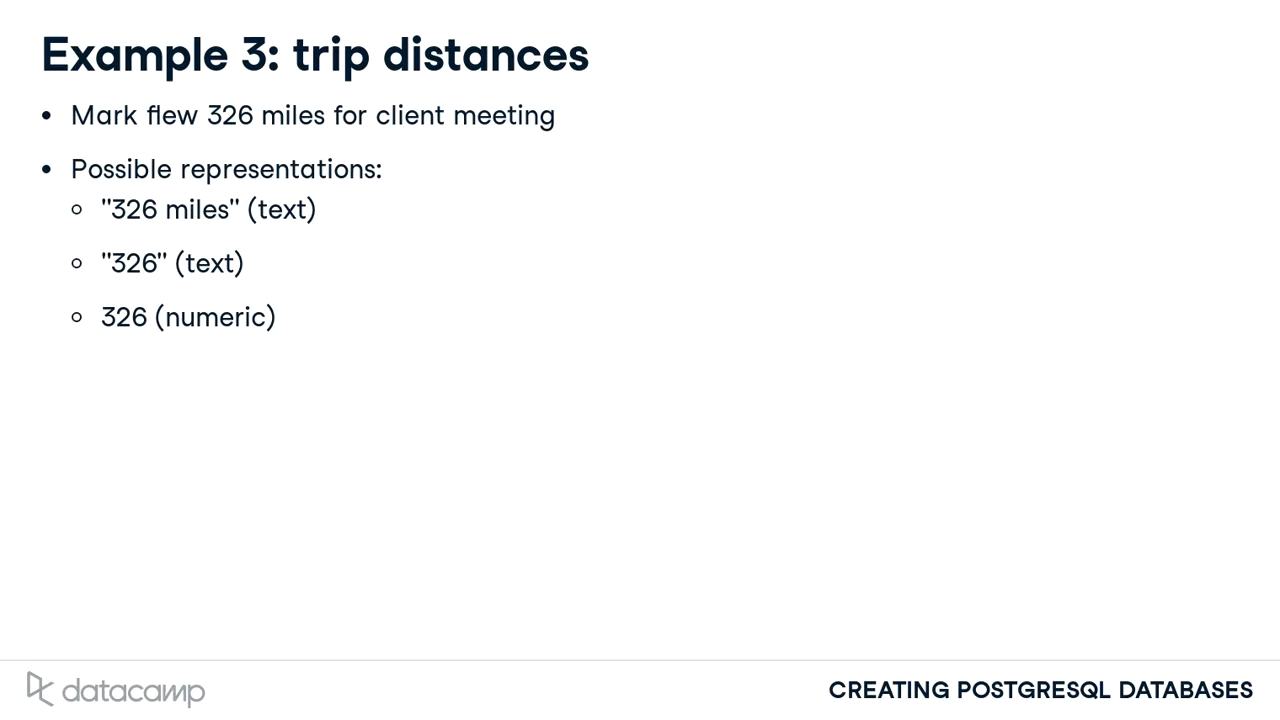 Example 3: trip distances
• Mark flew 326 miles for client meeting
• Possible representations:
○ "326 miles" (text)
○ "326" (text)
○ 326 (numeric)
datacamp
CREATING POSTGRESQL DATABASES